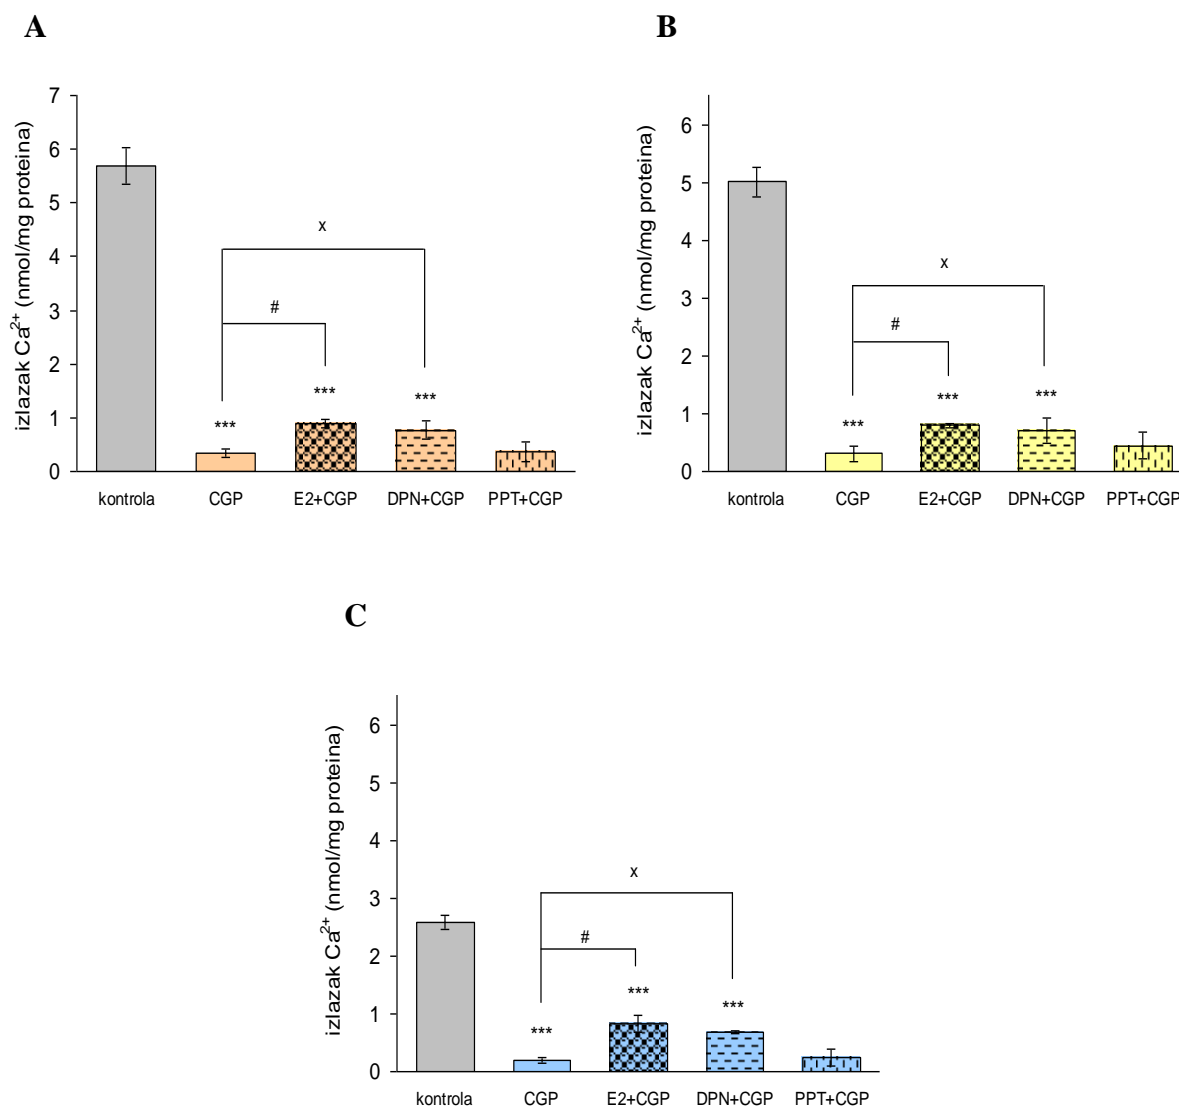 A
izlazak Ca²⁺ (nmol/mg proteina)
7
6
5
4
3
2
1
0
x
#
***
***
***
kontrola CGP E2+CGP DPN+CGP PPT+CGP
B
izlazak Ca²⁺ (nmol/mg proteina)
6
5
4
3
2
1
0
x
#
***
***
***
kontrola CGP E2+CGP DPN+CGP PPT+CGP
C
izlazak Ca²⁺ (nmol/mg proteina)
6
5
4
3
2
1
0
x
#
***
***
***
kontrola CGP E2+CGP DPN+CGP PPT+CGP